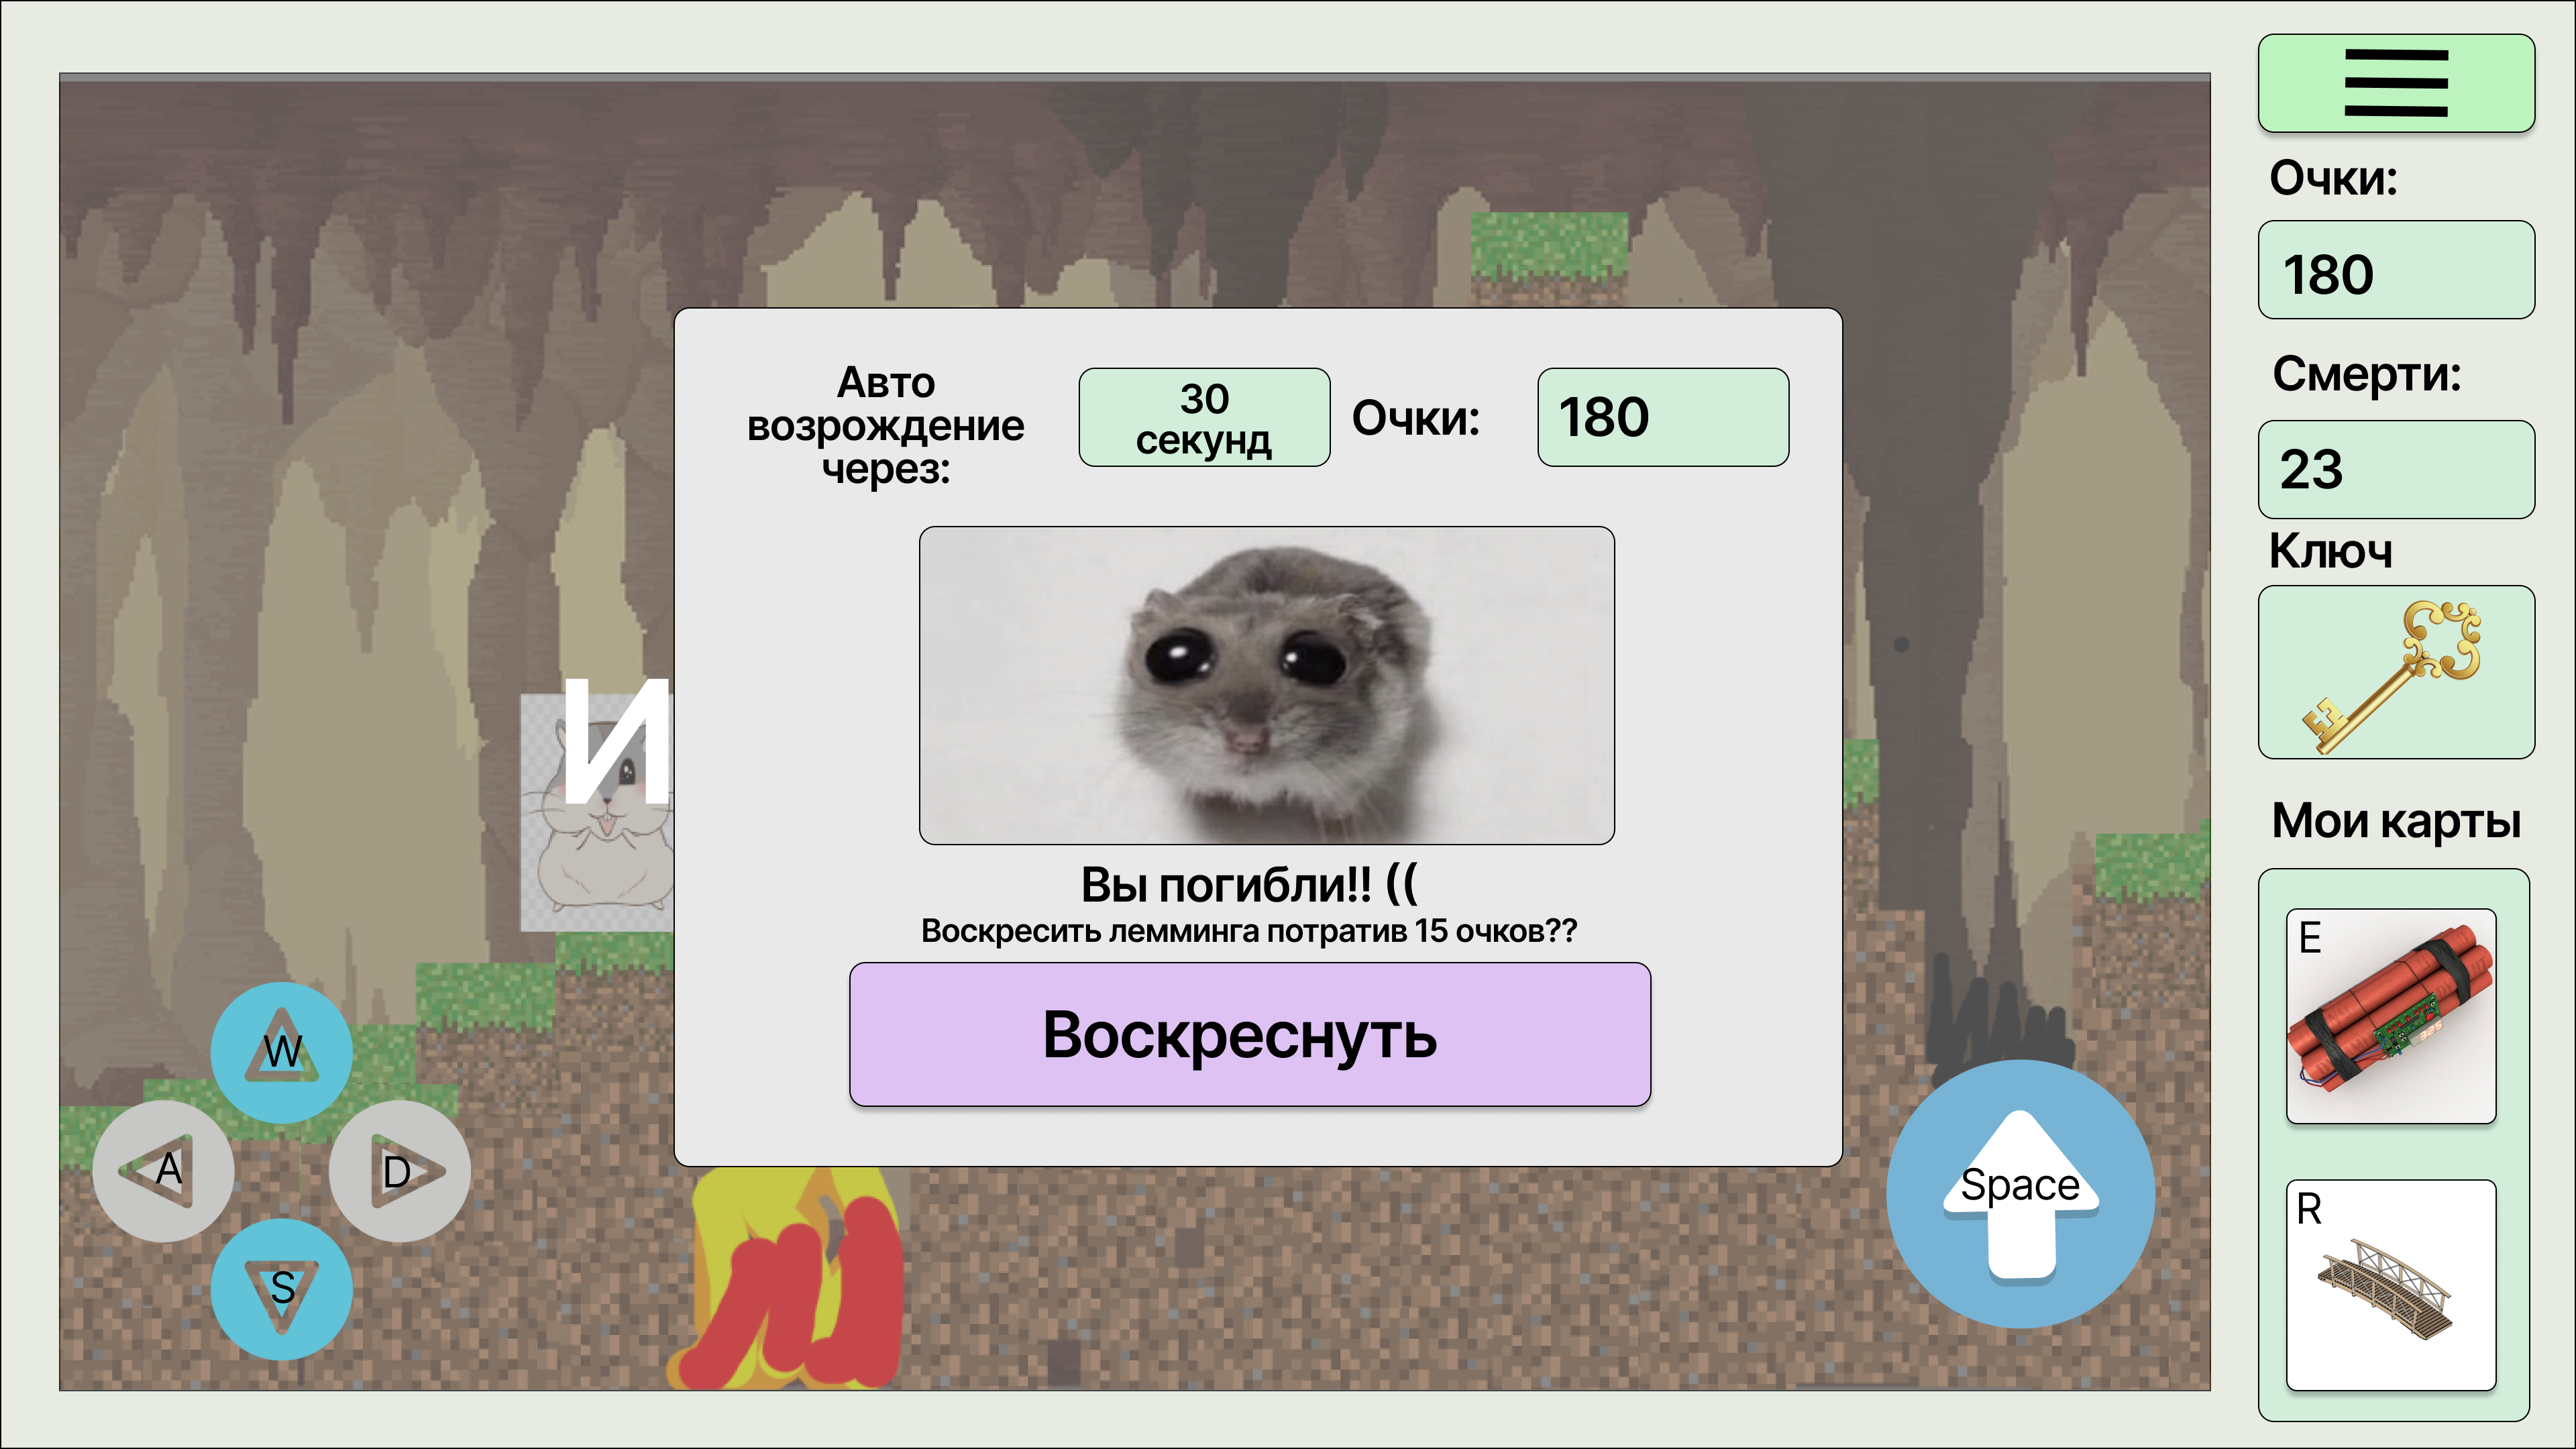 Очки:
180
Смерти:
23
Ключ
Мои карты
E
R
Авто
возрождение
через:
30
секунд
Очки:
180
И
Вы погибли!! ((
Воскресить лемминга потратив 15 очков??
Воскреснуть
W
A
D
S
Space